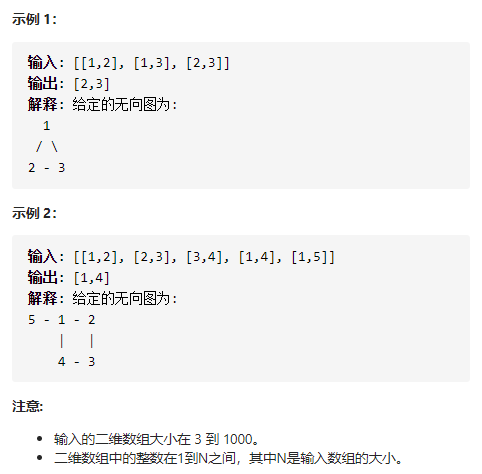 示例 1：
输入: [[1,2], [1,3], [2,3]]
输出: [2,3]
解释: 给定的无向图为:
  1
 / \
2 - 3
示例 2：
输入: [[1,2], [2,3], [3,4], [1,4], [1,5]]
输出: [1,4]
解释: 给定的无向图为:
5 - 1 - 2
    |   |
    4 - 3
注意:
• 输入的二维数组大小在 3 到 1000。
• 二维数组中的整数在1到N之间，其中N是输入数组的大小。